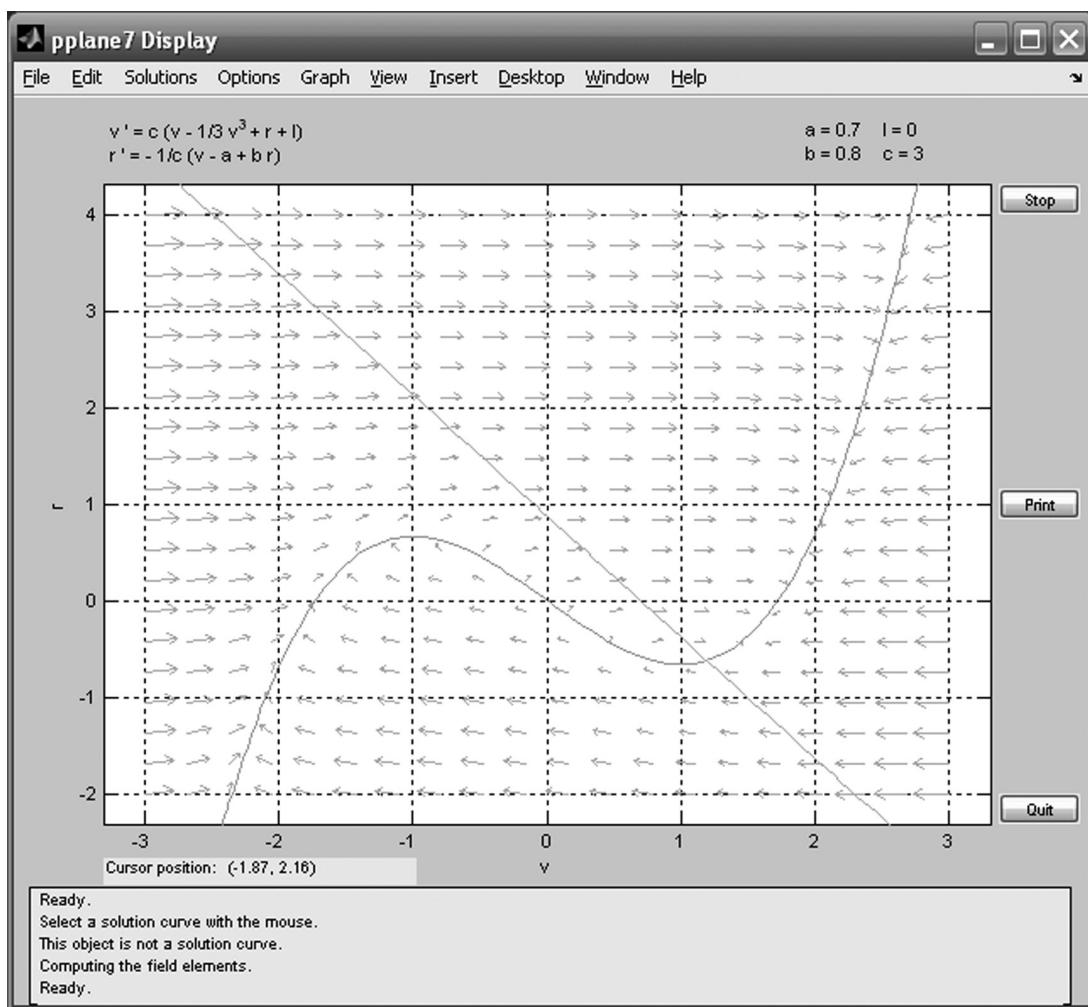 pplane7 Display
File Edit Solutions Options Graph View Insert Desktop Window Help
v ' = c (v - 1/3 v³ + r + I)
r ' = - 1/c (v - a + b r)
a = 0.7 I = 0
b = 0.8 c = 3
Stop
Print
Quit
4
3
2
1
0
-1
-2
r
-3 -2 -1 0 1 2 3
v
Cursor position: (-1.87, 2.16)
Ready.
Select a solution curve with the mouse.
This object is not a solution curve.
Computing the field elements.
Ready.